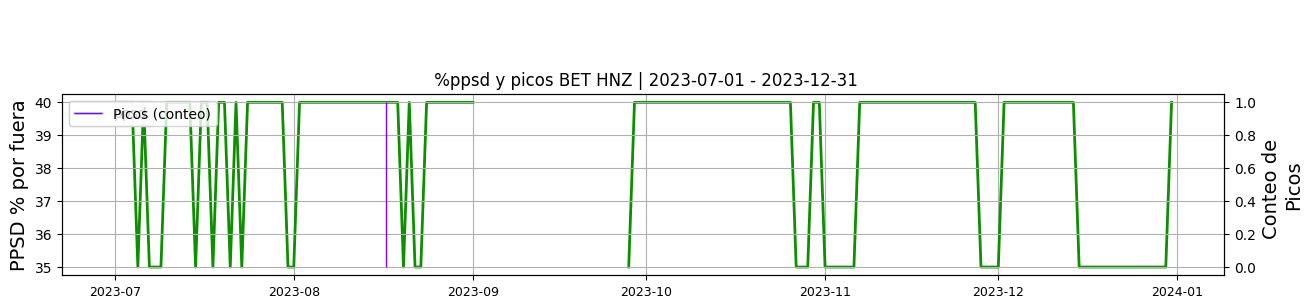 %ppsd y picos BET HNZ | 2023-07-01 - 2023-12-31
PPSD % por fuera
40
39
38
37
36
35
Picos (conteo)
1.0
0.8
0.6
0.4
0.2
0.0
Conteo de
Picos
2023-07 2023-08 2023-09 2023-10 2023-11 2023-12 2024-01